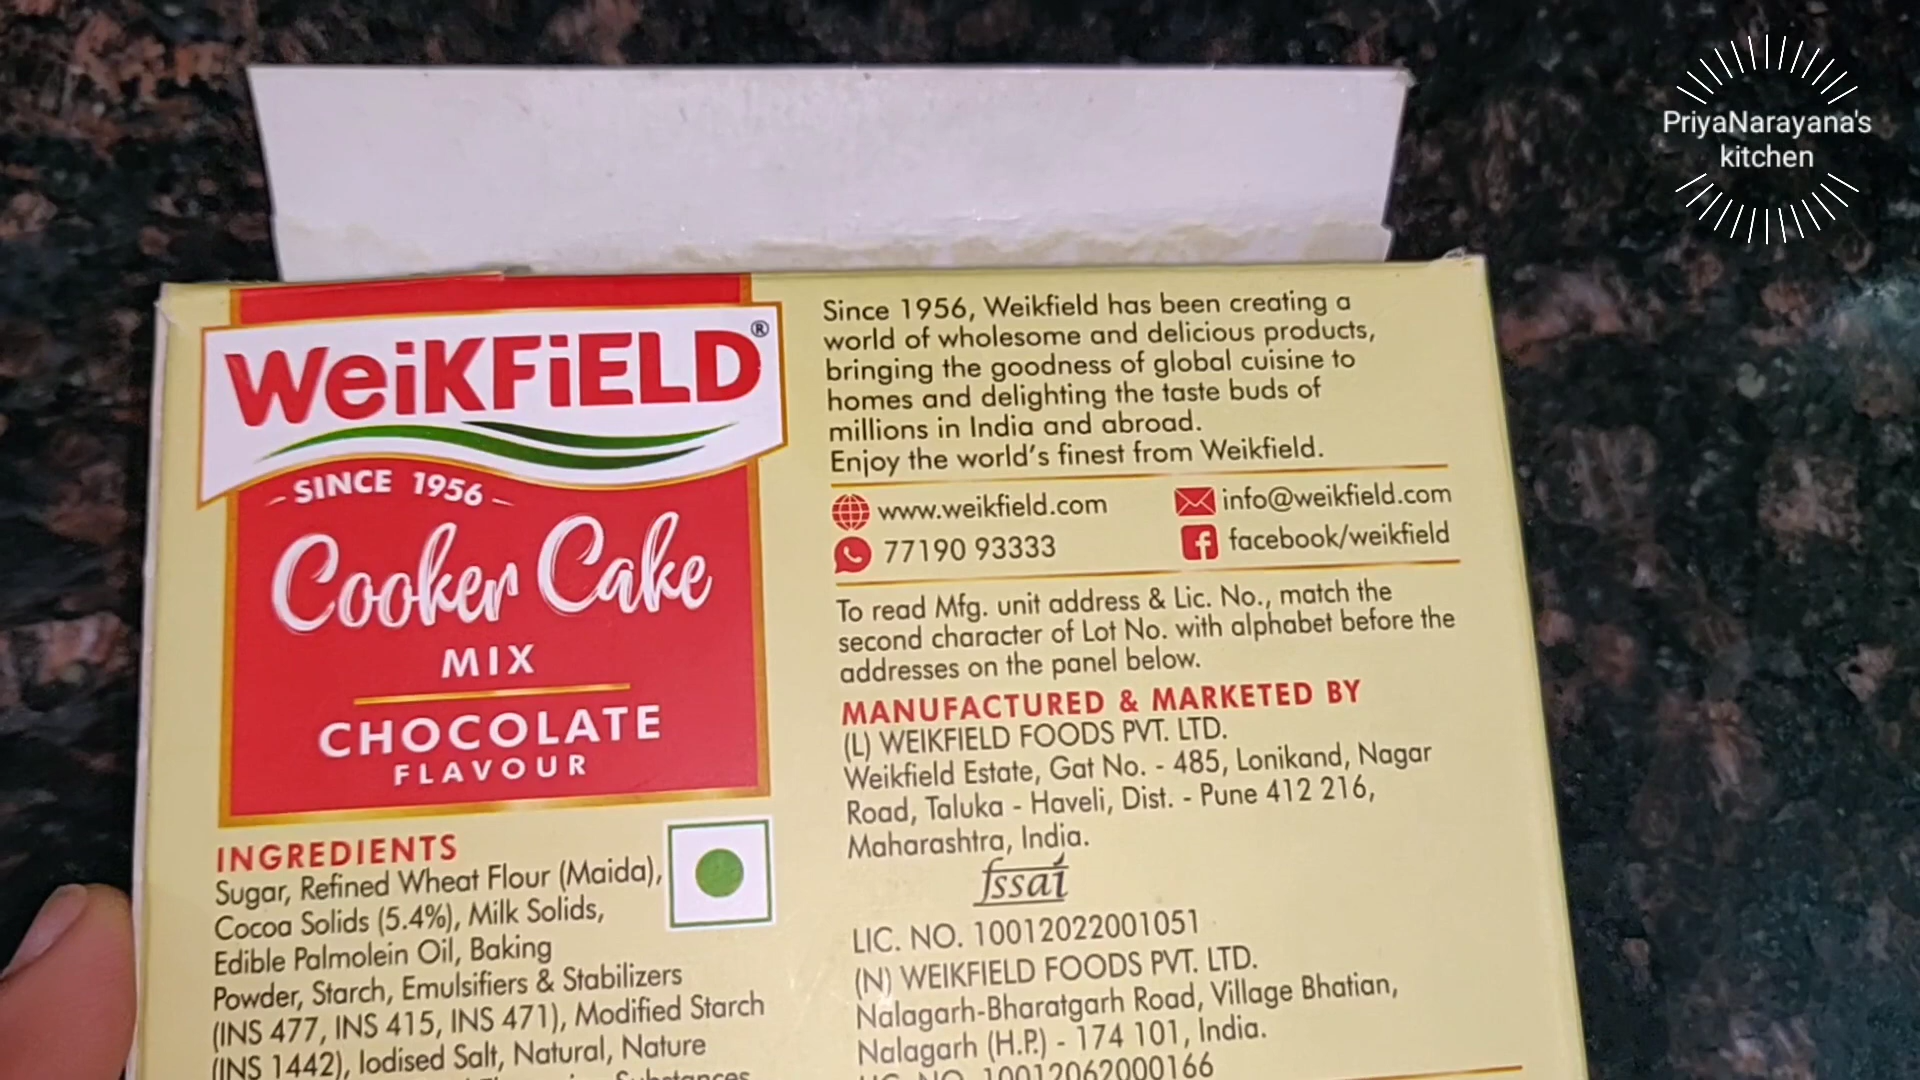 PriyaNarayana's
kitchen
WeiKFiELD®
SINCE 1956
Cooker Cake
MIX
CHOCOLATE
FLAVOUR
INGREDIENTS
Sugar, Refined Wheat Flour (Maida),
Cocoa Solids (5.4%), Milk Solids,
Edible Palmolein Oil, Baking
Powder, Starch, Emulsifiers & Stabilizers
(INS 477, INS 415, INS 471), Modified Starch
(INS 1442), Iodised Salt, Natural, Nature
Substances
Since 1956, Weikfield has been creating a
world of wholesome and delicious products,
bringing the goodness of global cuisine to
homes and delighting the taste buds of
millions in India and abroad.
Enjoy the world's finest from Weikfield.
www.weikfield.com
info@weikfield.com
77190 93333
facebook/weikfield
To read Mfg. unit address & Lic. No., match the
second character of Lot No. with alphabet before the
addresses on the panel below.
MANUFACTURED & MARKETED BY
(L) WEIKFIELD FOODS PVT. LTD.
Weikfield Estate, Gat No. - 485, Lonikand, Nagar
Road, Taluka - Haveli, Dist. - Pune 412 216,
Maharashtra, India.
fssai
LIC. NO. 10012022001051
(N) WEIKFIELD FOODS PVT. LTD.
Nalagarh-Bharatgarh Road, Village Bhatian,
Nalagarh (H.P.) - 174 101, India.
LIC. NO. 10012062000166